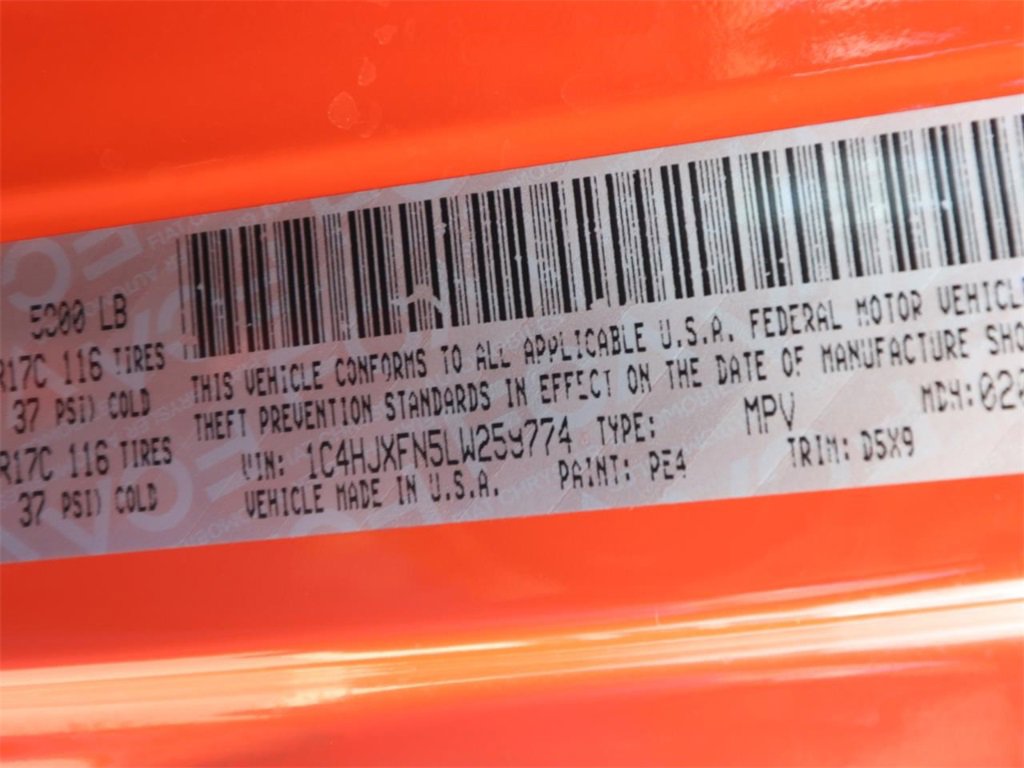 5300 LB
R17C 116 TIRES
37 PSI) COLD
R17C 116 TIRES
37 PSI) COLD
THIS VEHICLE CONFORMS TO ALL APPLICABLE U.S.A. FEDERAL MOTOR VEHICL
THEFT PREVENTION STANDARDS IN EFFECT ON THE DATE OF MANUFACTURE SHO
VIN: 1C4HJXFN5LW259774 TYPE: MPV MDH: 022
VEHICLE MADE IN U.S.A. PAINT: PE4 TRIM: D5X9